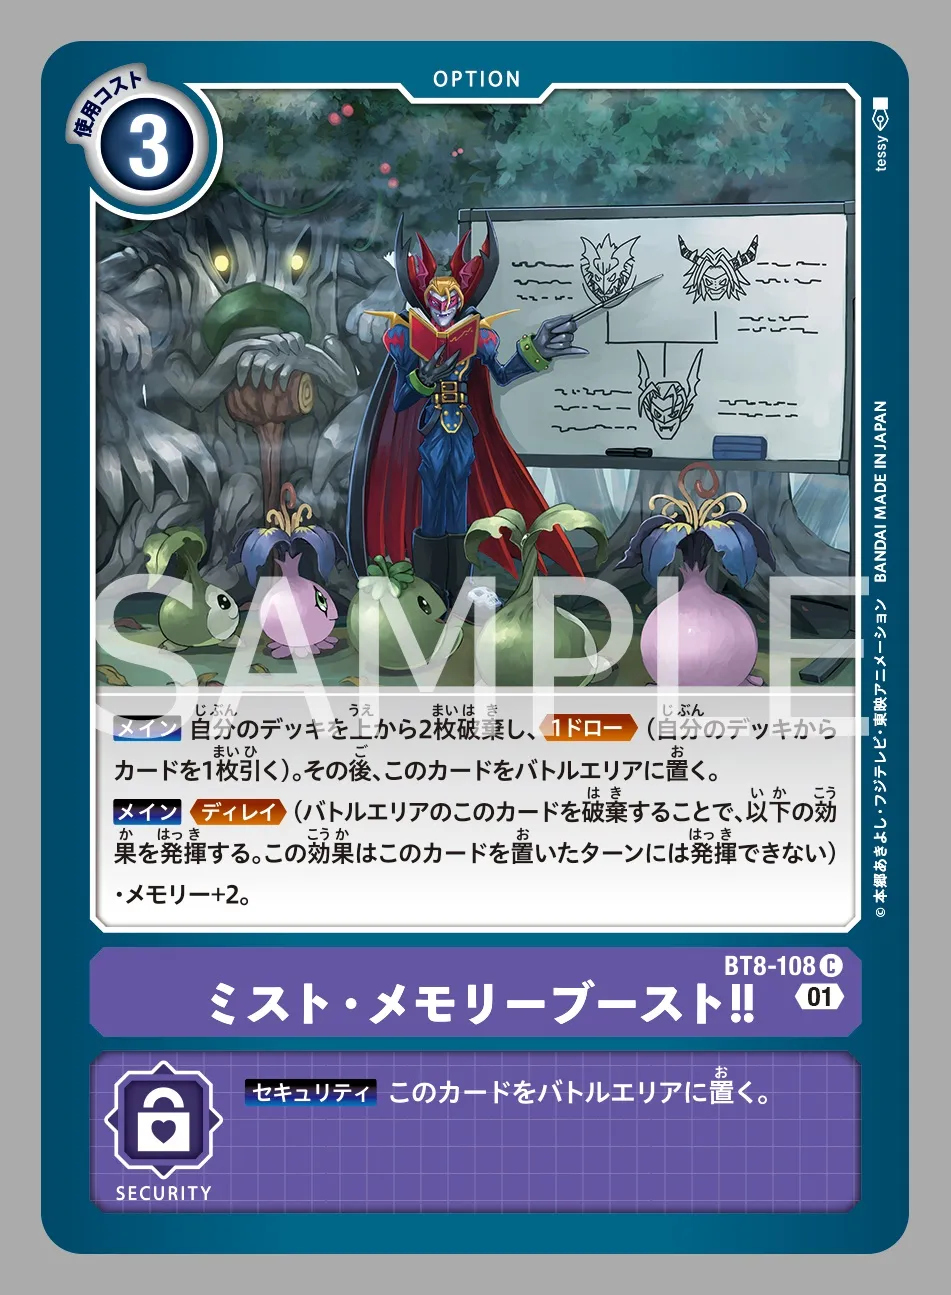 OPTION
使用コスト
3
tessy
SAMPLE
メイン 自分のデッキを上から2枚破棄し、1ドロー(自分のデッキから
カードを1枚引く)。その後、このカードをバトルエリアに置く。
メイン ディレイ(バトルエリアのこのカードを破棄することで、以下の効
果を発揮する。この効果はこのカードを置いたターンには発揮できない)
・メモリー+2。
©本郷あきよし・フジテレビ・東映アニメーション BANDAI MADE IN JAPAN
BT8-108 C
ミスト・メモリーブースト!!
01
セキュリティ このカードをバトルエリアに置く。
SECURITY